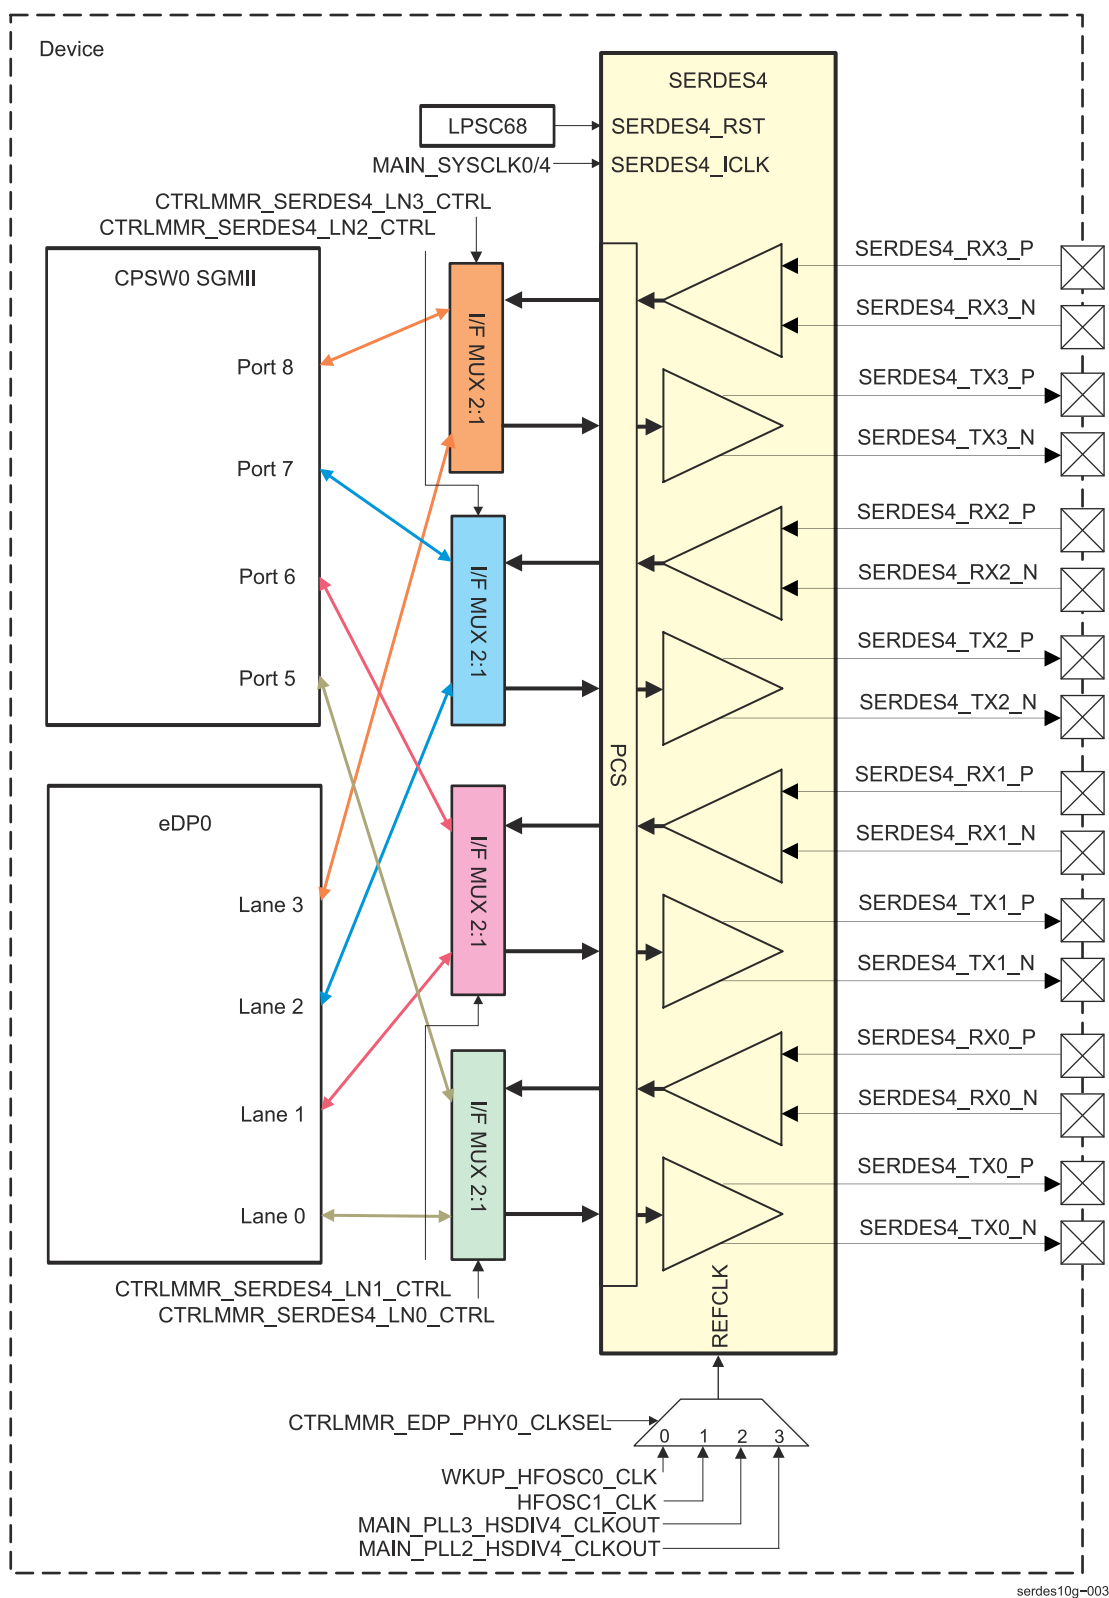 Device
SERDES4
LPSC68
SERDES4_RST
MAIN_SYSCLK0/4
SERDES4_ICLK
CTRLMMR_SERDES4_LN3_CTRL
CTRLMMR_SERDES4_LN2_CTRL
CPSW0 SGMII
Port 8
Port 7
Port 6
Port 5
eDP0
Lane 3
Lane 2
Lane 1
Lane 0
I/F MUX 2:1
I/F MUX 2:1
I/F MUX 2:1
I/F MUX 2:1
PCS
SERDES4_RX3_P
SERDES4_RX3_N
SERDES4_TX3_P
SERDES4_TX3_N
SERDES4_RX2_P
SERDES4_RX2_N
SERDES4_TX2_P
SERDES4_TX2_N
SERDES4_RX1_P
SERDES4_RX1_N
SERDES4_TX1_P
SERDES4_TX1_N
SERDES4_RX0_P
SERDES4_RX0_N
SERDES4_TX0_P
SERDES4_TX0_N
CTRLMMR_SERDES4_LN1_CTRL
CTRLMMR_SERDES4_LN0_CTRL
REFCLK
CTRLMMR_EDP_PHY0_CLKSEL
0 1 2 3
WKUP_HFOSC0_CLK
HFOSC1_CLK
MAIN_PLL3_HSDIV4_CLKOUT
MAIN_PLL2_HSDIV4_CLKOUT
serdes10g-003